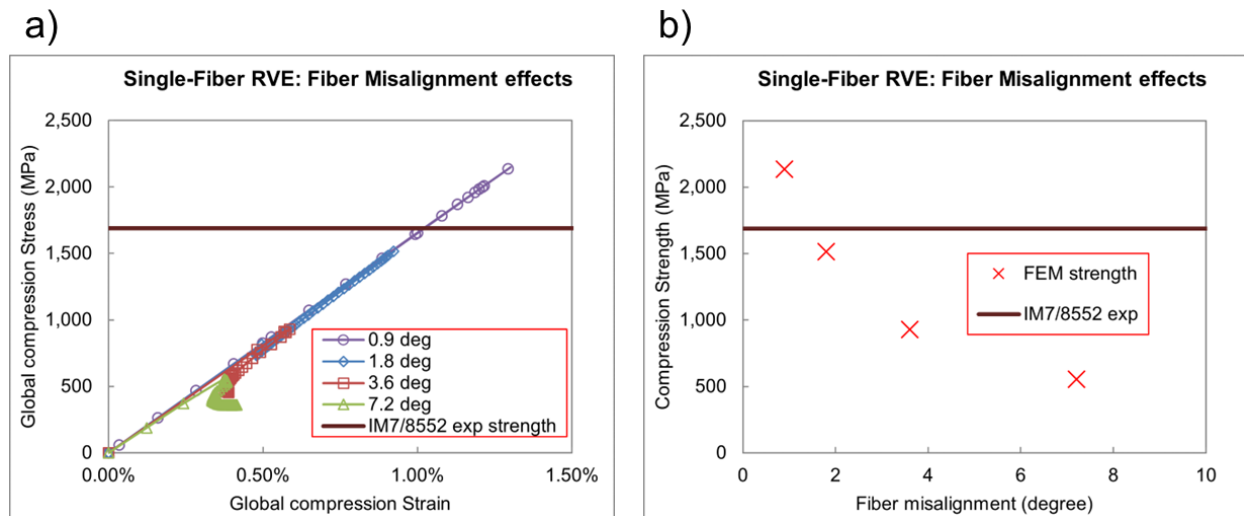 a)
Single-Fiber RVE: Fiber Misalignment effects
Global compression Stress (MPa)
2,500
2,000
1,500
1,000
500
0
0.00%
0.50%
1.00%
1.50%
Global compression Strain
0.9 deg
1.8 deg
3.6 deg
7.2 deg
IM7/8552 exp strength
b)
Single-Fiber RVE: Fiber Misalignment effects
Compression Strength (MPa)
2,500
2,000
1,500
1,000
500
0
0
2
4
6
8
10
Fiber misalignment (degree)
FEM strength
IM7/8552 exp